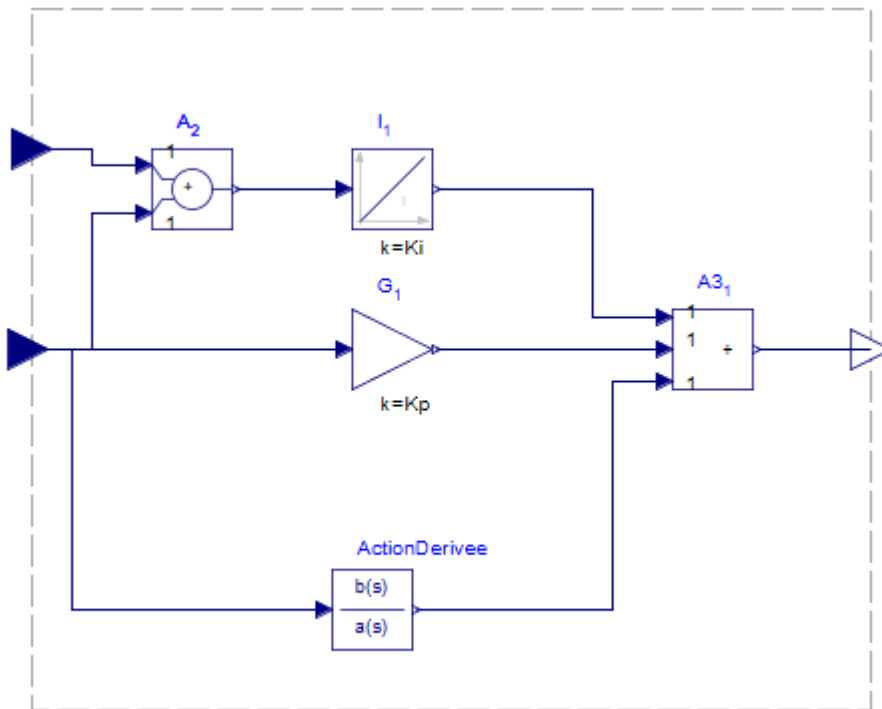 A2 I1
1
+
1
k=Ki
G1 A31
1
1 +
1
k=Kp
ActionDerivee
b(s)
a(s)